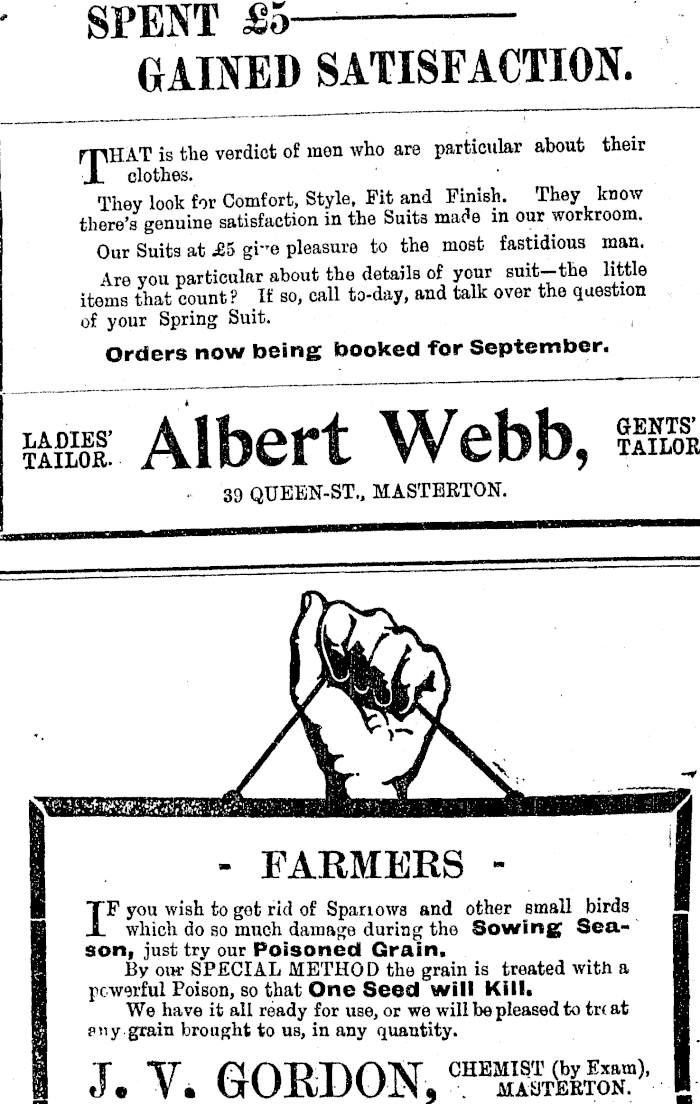 SPENT £5—
GAINED SATISFACTION.
THAT is the verdict of men who are particular about their
clothes.
They look for Comfort, Style, Fit and Finish. They know
there's genuine satisfaction in the Suits made in our workroom.
Our Suits at £5 give pleasure to the most fastidious man.
Are you particular about the details of your suit—the little
items that count? If so, call to-day, and talk over the question
of your Spring Suit.
Orders now being booked for September.
LADIES'
TAILOR.
Albert Webb,
GENTS'
TAILOR
39 QUEEN-ST., MASTERTON.
- FARMERS -
IF you wish to get rid of Sparrows and other small birds
which do so much damage during the Sowing Sea-
son, just try our Poisoned Grain.
By our SPECIAL METHOD the grain is treated with a
powerful Poison, so that One Seed will Kill.
We have it all ready for use, or we will be pleased to treat
any grain brought to us, in any quantity.
J. V. GORDON,
CHEMIST (by Exam),
MASTERTON.